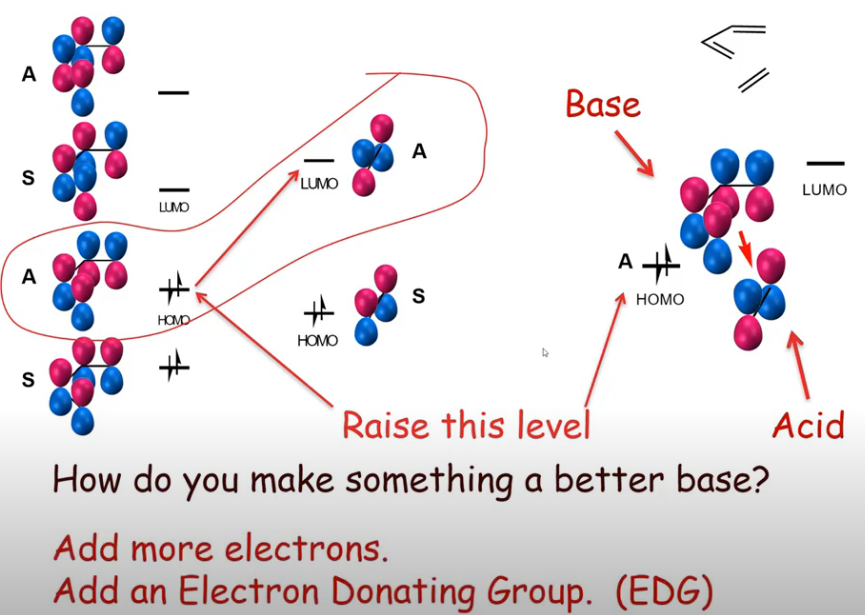 A
S
LUMO
A
HOMO
S
LUMO
A
HOMO
S
Base
LUMO
A
HOMO
Raise this level
Acid
How do you make something a better base?
Add more electrons.
Add an Electron Donating Group. (EDG)